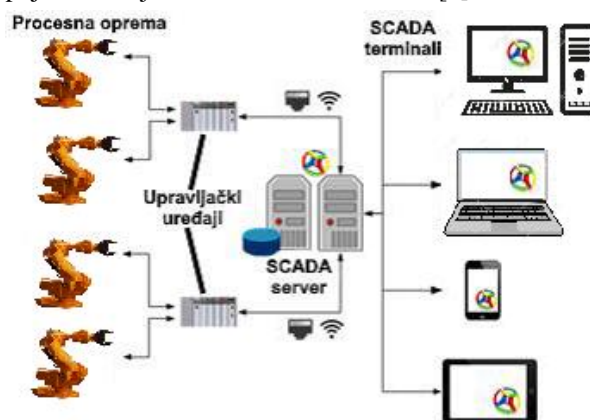 Procesna oprema
SCADA
terminali
Upravljački
uređaji
SCADA
server